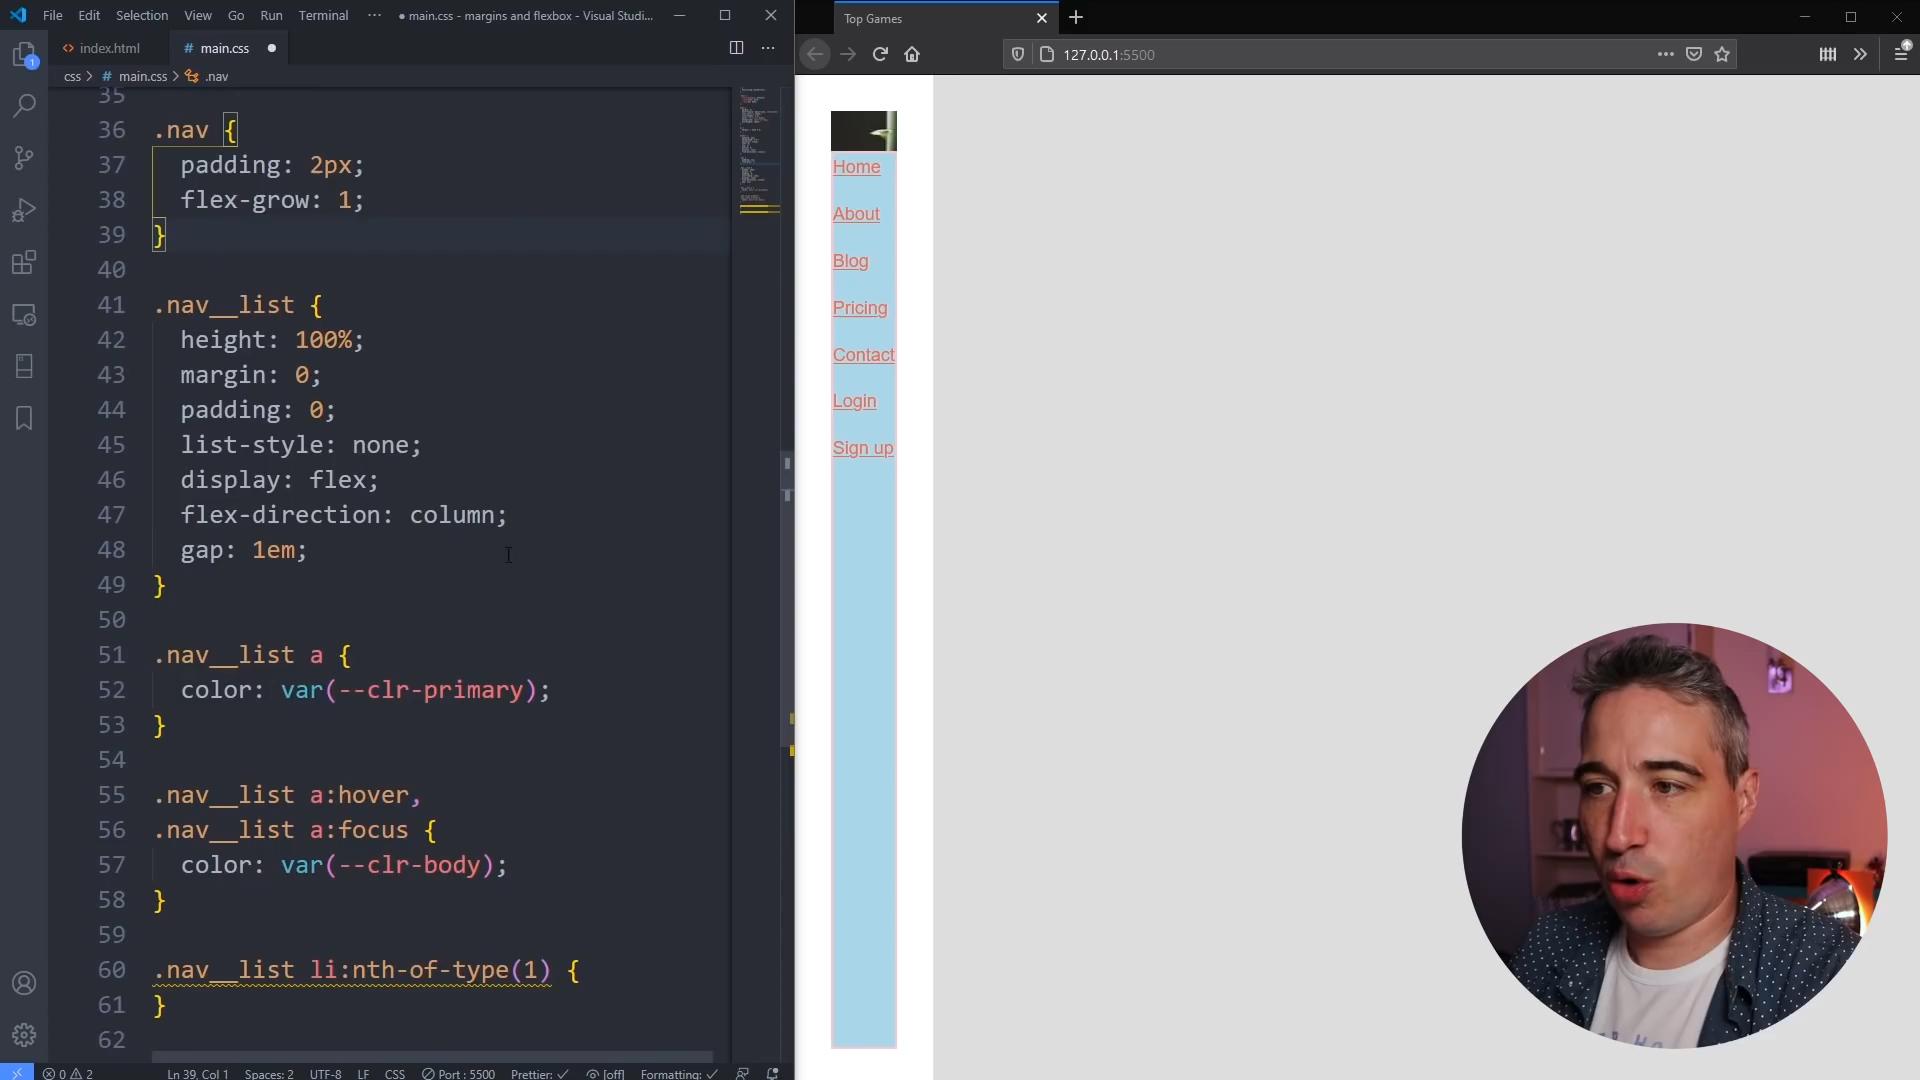 File Edit Selection View Go Run Terminal ··· ● main.css - margins and flexbox - Visual Studi...
index.html
# main.css ●
css > # main.css > .nav
35
36 .nav {
37 padding: 2px;
38 flex-grow: 1;
39 }
40
41 .nav__list {
42 height: 100%;
43 margin: 0;
44 padding: 0;
45 list-style: none;
46 display: flex;
47 flex-direction: column;
48 gap: 1em;
49 }
50
51 .nav__list a {
52 color: var(--clr-primary);
53 }
54
55 .nav__list a:hover,
56 .nav__list a:focus {
57 color: var(--clr-body);
58 }
59
60 .nav__list li:nth-of-type(1) {
61 }
62
1
0 2 Ln 39, Col 1 Spaces: 2 UTF-8 LF CSS Port : 5500 Prettier: ✓ [off] Formatting: ✓
Top Games
127.0.0.1:5500
Home
About
Blog
Pricing
Contact
Login
Sign up